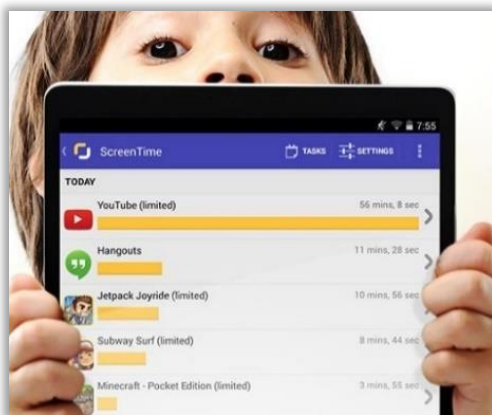 7:55
ScreenTime TASKS SETTINGS
TODAY
YouTube (limited) 56 mins, 8 sec
Hangouts 11 mins, 28 sec
Jetpack Joyride (limited) 10 mins, 56 sec
Subway Surf (limited) 8 mins, 44 sec
Minecraft - Pocket Edition (limited) 3 mins, 55 sec